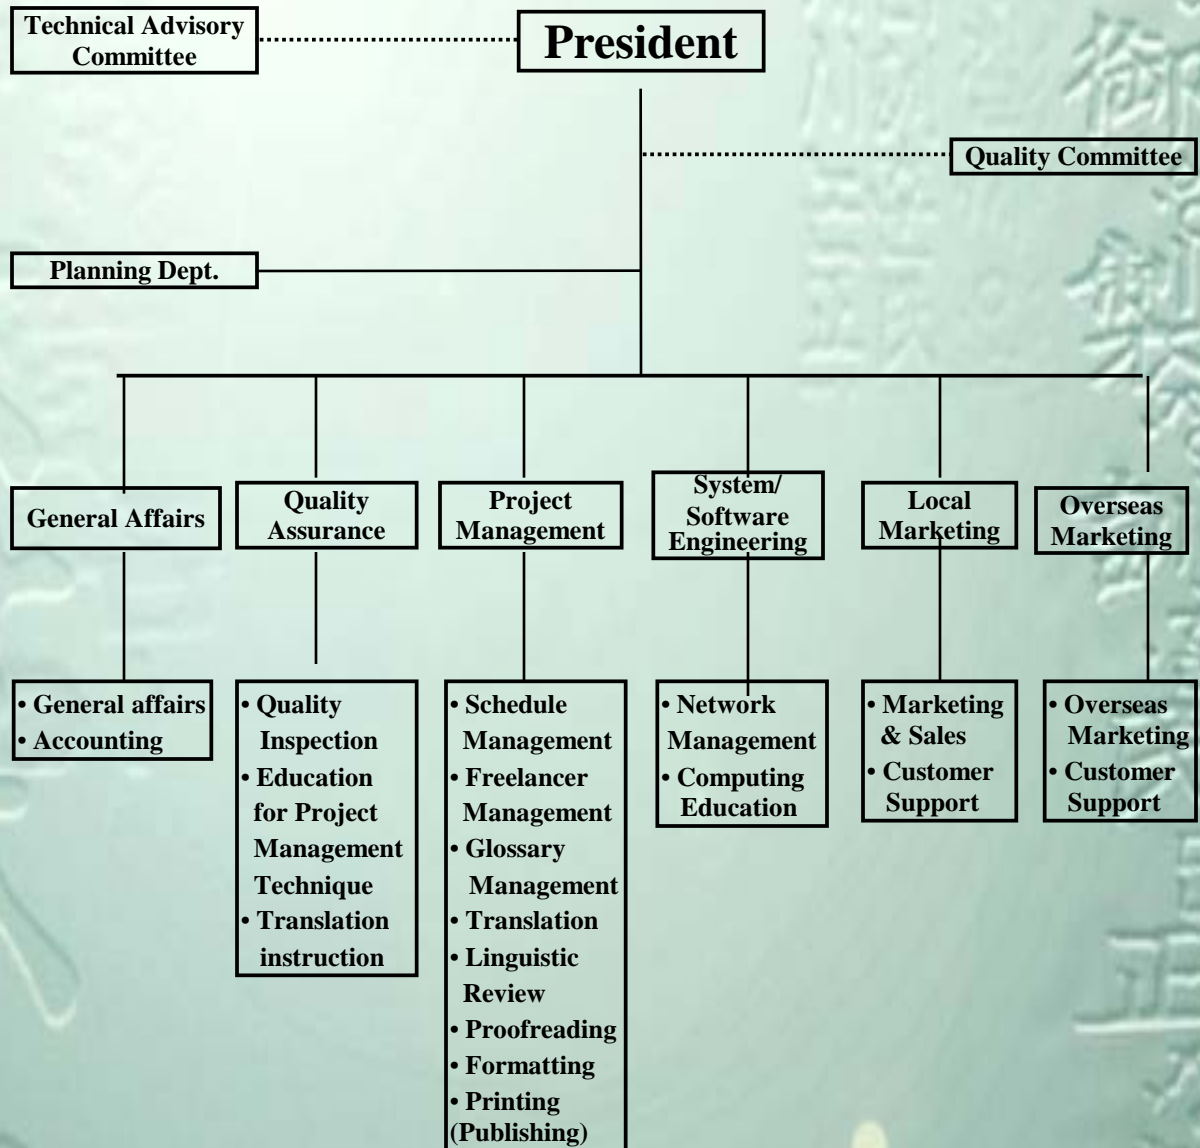 Technical Advisory
Committee
President
Quality Committee
Planning Dept.
General Affairs
Quality
Assurance
Project
Management
System/
Software
Engineering
Local
Marketing
Overseas
Marketing
• General affairs
• Accounting
• Quality
Inspection
• Education
for Project
Management
Technique
• Translation
instruction
• Schedule
Management
• Freelancer
Management
• Glossary
Management
• Translation
• Linguistic
Review
• Proofreading
• Formatting
• Printing
(Publishing)
• Network
Management
• Computing
Education
• Marketing
& Sales
• Customer
Support
• Overseas
Marketing
• Customer
Support